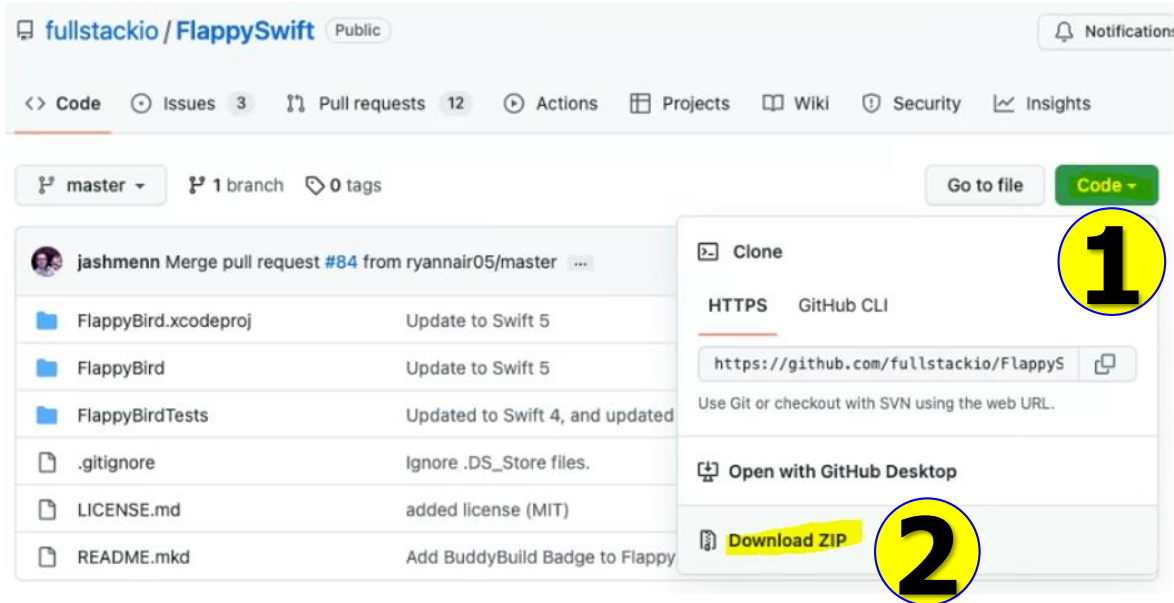 fullstackio / FlappySwift Public
Notifications
Code Issues 3 Pull requests 12 Actions Projects Wiki Security Insights
master 1 branch 0 tags
Go to file Code
1
jashmenn Merge pull request #84 from ryannair05/master ...
FlappyBird.xcodeproj Update to Swift 5
FlappyBird Update to Swift 5
FlappyBirdTests Updated to Swift 4, and updated
.gitignore Ignore .DS_Store files.
LICENSE.md added license (MIT)
README.mkd Add BuddyBuild Badge to Flappy
Clone
HTTPS GitHub CLI
https://github.com/fullstackio/FlappyS
Use Git or checkout with SVN using the web URL.
Open with GitHub Desktop
Download ZIP
2